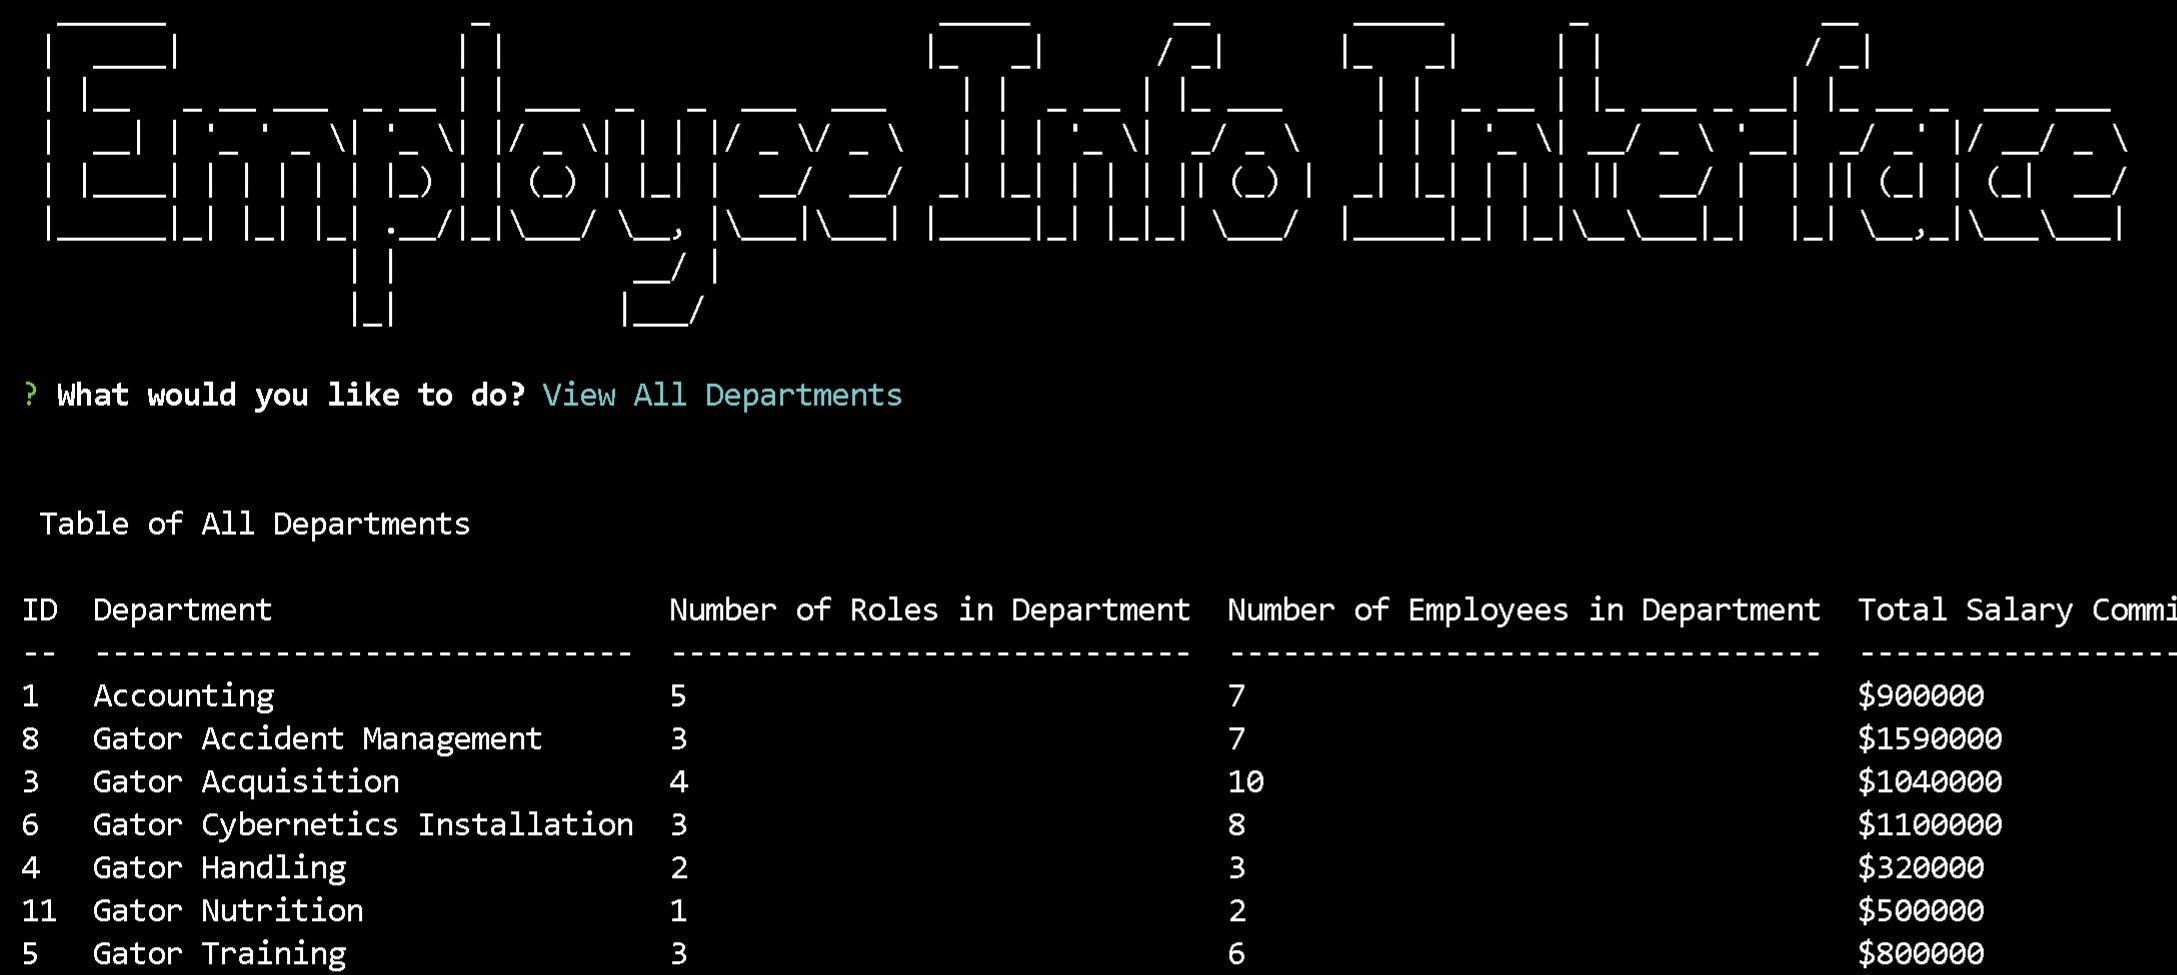 Employee Info Interface
? What would you like to do? View All Departments
Table of All Departments
ID Department Number of Roles in Department Number of Employees in Department Total Salary Commi
-- ------------------------------ ----------------------------- --------------------------------- ------------------
1 Accounting 5 7 $900000
8 Gator Accident Management 3 7 $1590000
3 Gator Acquisition 4 10 $1040000
6 Gator Cybernetics Installation 3 8 $1100000
4 Gator Handling 2 3 $320000
11 Gator Nutrition 1 2 $500000
5 Gator Training 3 6 $800000